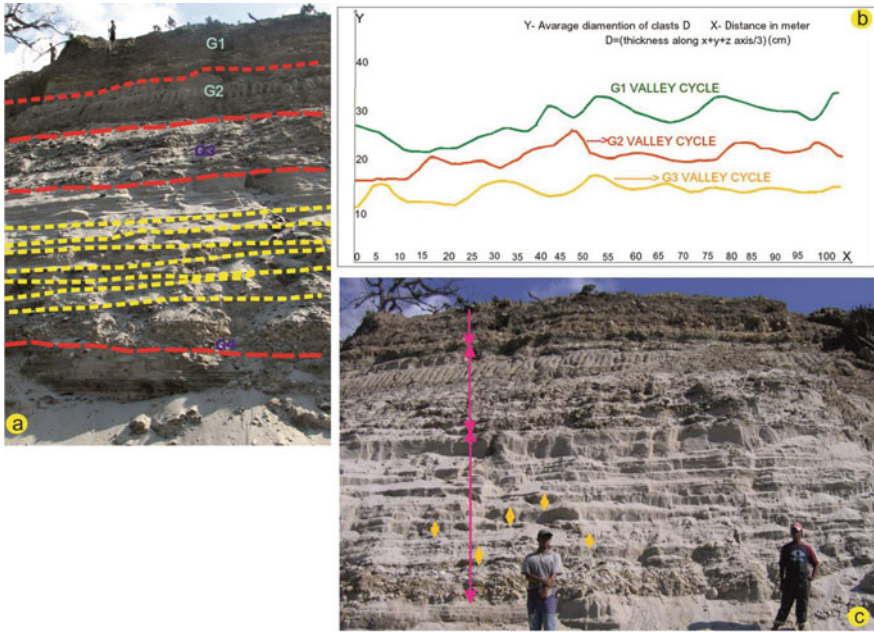 G1
G2
G3
G4
a
Y
b
Y- Avarage diamention of clasts D X- Distance in meter
D=(thickness along x+y+z axis/3)(cm)
40
30
20
10
G1 VALLEY CYCLE
G2 VALLEY CYCLE
G3 VALLEY CYCLE
0 5 10 15 20 25 30 35 40 45 50 55 60 65 70 75 80 85 90 95 100 X
c